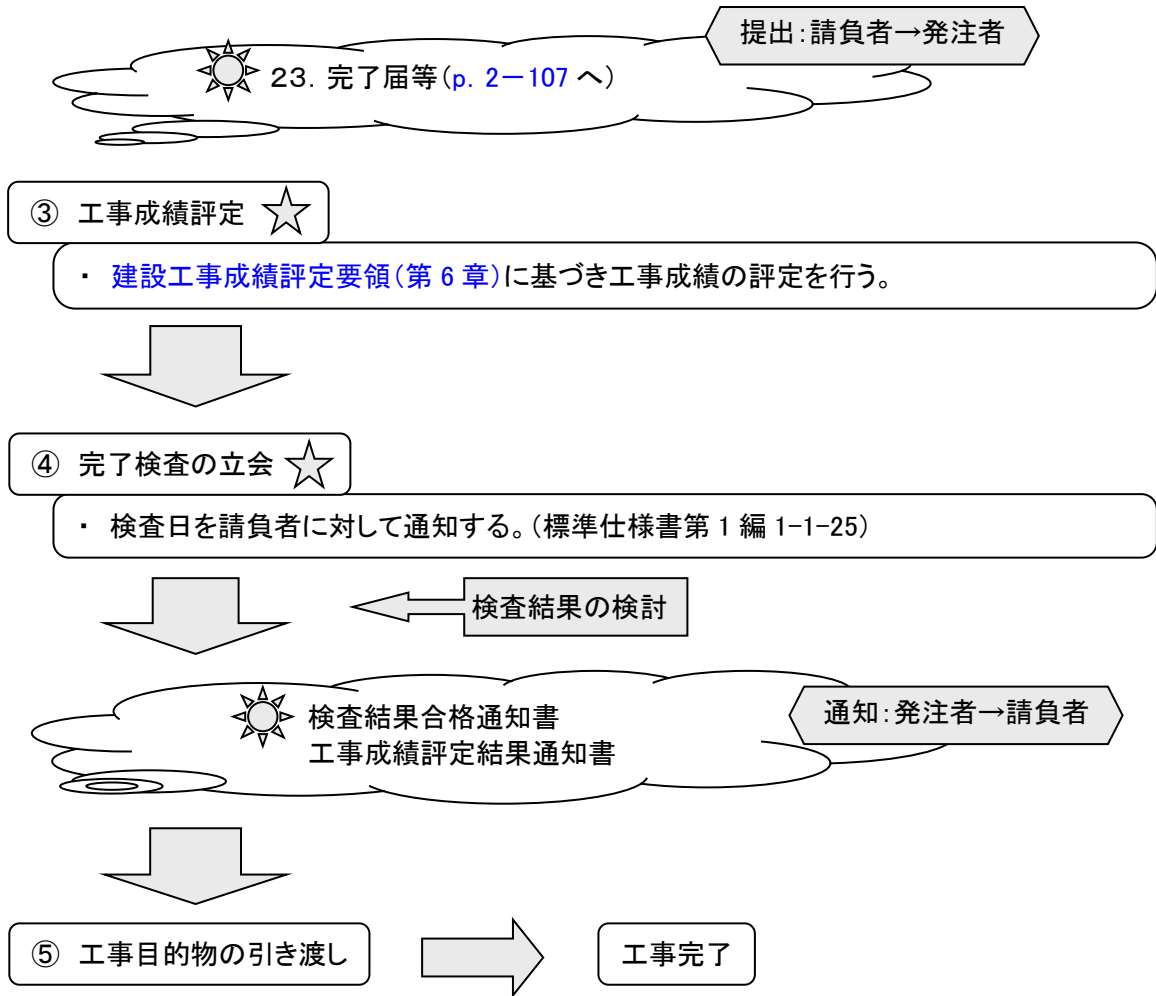 提出：請負者→発注者
23．完了届等（p. 2－107 へ）
③ 工事成績評定
・ 建設工事成績評定要領（第 6 章）に基づき工事成績の評定を行う。
④ 完了検査の立会
・ 検査日を請負者に対して通知する。（標準仕様書第 1 編 1-1-25）
検査結果の検討
通知：発注者→請負者
検査結果合格通知書
工事成績評定結果通知書
⑤ 工事目的物の引き渡し
工事完了